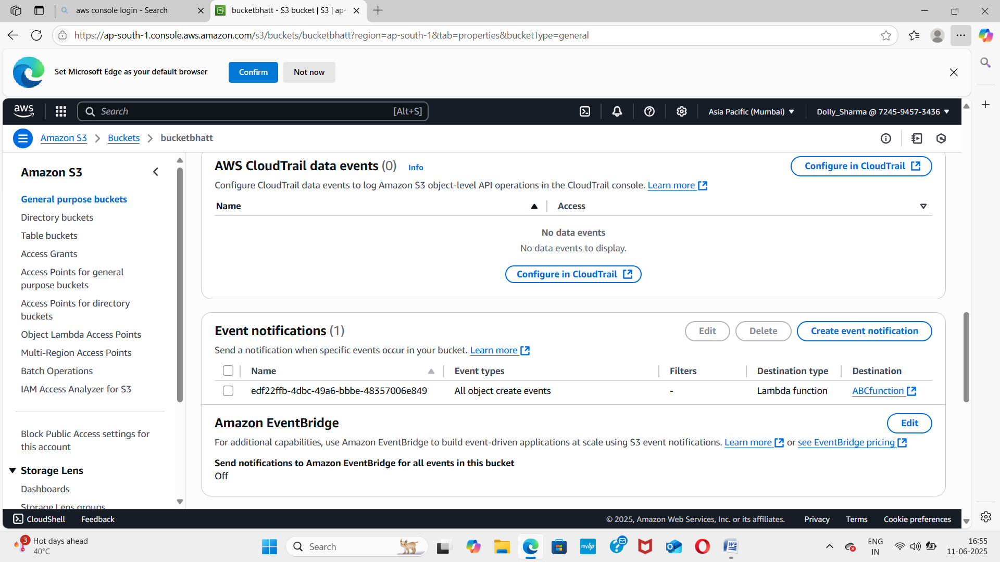 aws console login - Search
bucketbhatt - S3 bucket | S3 | ap-
https://ap-south-1.console.aws.amazon.com/s3/buckets/bucketbhatt?region=ap-south-1&tab=properties&bucketType=general
Set Microsoft Edge as your default browser
Confirm
Not now
aws
Search
[Alt+S]
Asia Pacific (Mumbai)
Dolly_Sharma @ 7245-9457-3436
Amazon S3
Buckets
bucketbhatt
Amazon S3
General purpose buckets
Directory buckets
Table buckets
Access Grants
Access Points for general
purpose buckets
Access Points for directory
buckets
Object Lambda Access Points
Multi-Region Access Points
Batch Operations
IAM Access Analyzer for S3
Block Public Access settings for
this account
Storage Lens
Dashboards
Storage Lens groups
AWS CloudTrail data events (0) Info
Configure in CloudTrail
Configure CloudTrail data events to log Amazon S3 object-level API operations in the CloudTrail console. Learn more
Name
Access
No data events
No data events to display.
Configure in CloudTrail
Event notifications (1)
Edit
Delete
Create event notification
Send a notification when specific events occur in your bucket. Learn more
Name
Event types
Filters
Destination type
Destination
edf22ffb-4dbc-49a6-bbbe-48357006e849
All object create events
-
Lambda function
ABCfunction
Amazon EventBridge
Edit
For additional capabilities, use Amazon EventBridge to build event-driven applications at scale using S3 event notifications. Learn more or see EventBridge pricing
Send notifications to Amazon EventBridge for all events in this bucket
Off
CloudShell
Feedback
© 2025, Amazon Web Services, Inc. or its affiliates.
Privacy
Terms
Cookie preferences
3
Hot days ahead
40°C
Search
myhp
ENG
IN
16:55
11-06-2025